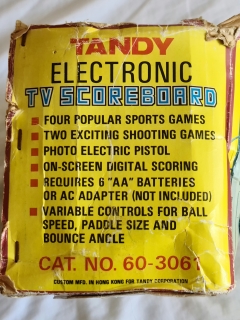 TANDY
ELECTRONIC
TV SCOREBOARD
FOUR POPULAR SPORTS GAMES
TWO EXCITING SHOOTING GAMES
PHOTO ELECTRIC PISTOL
ON-SCREEN DIGITAL SCORING
REQUIRES 6 "AA" BATTERIES
OR AC ADAPTER (NOT INCLUDED)
VARIABLE CONTROLS FOR BALL
SPEED, PADDLE SIZE AND
BOUNCE ANGLE
CAT. NO. 60-3061
CUSTOM MFG. IN HONG KONG FOR TANDY CORPORATION